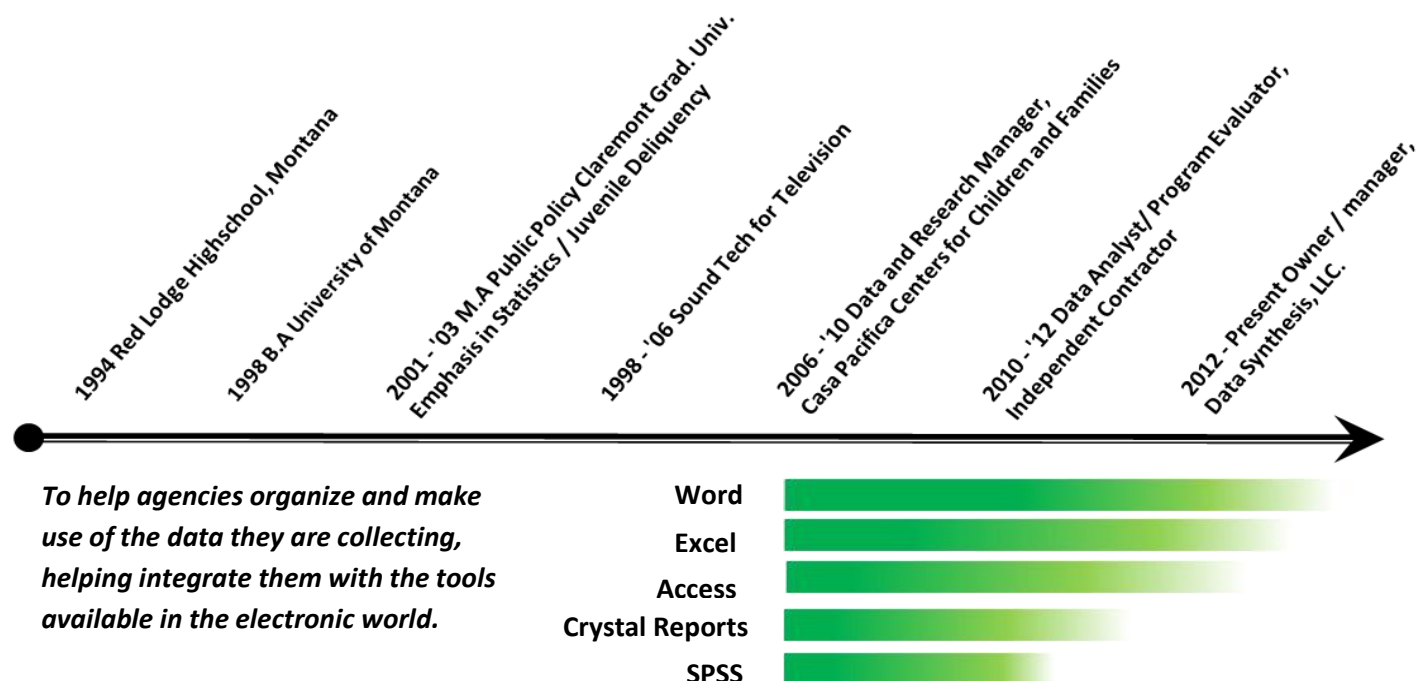 1994 Red Lodge Highschool, Montana
1998 B.A University of Montana
2001 - '03 M.A Public Policy Claremont Grad. Univ.
Emphasis in Statistics / Juvenile Deliquency
1998 - '06 Sound Tech for Television
2006 - '10 Data and Research Manager,
Casa Pacifica Centers for Children and Families
2010 - '12 Data Analyst/ Program Evaluator,
Independent Contractor
2012 - Present Owner / manager,
Data Synthesis, LLC.
To help agencies organize and make
use of the data they are collecting,
helping integrate them with the tools
available in the electronic world.
Word
Excel
Access
Crystal Reports
SPSS